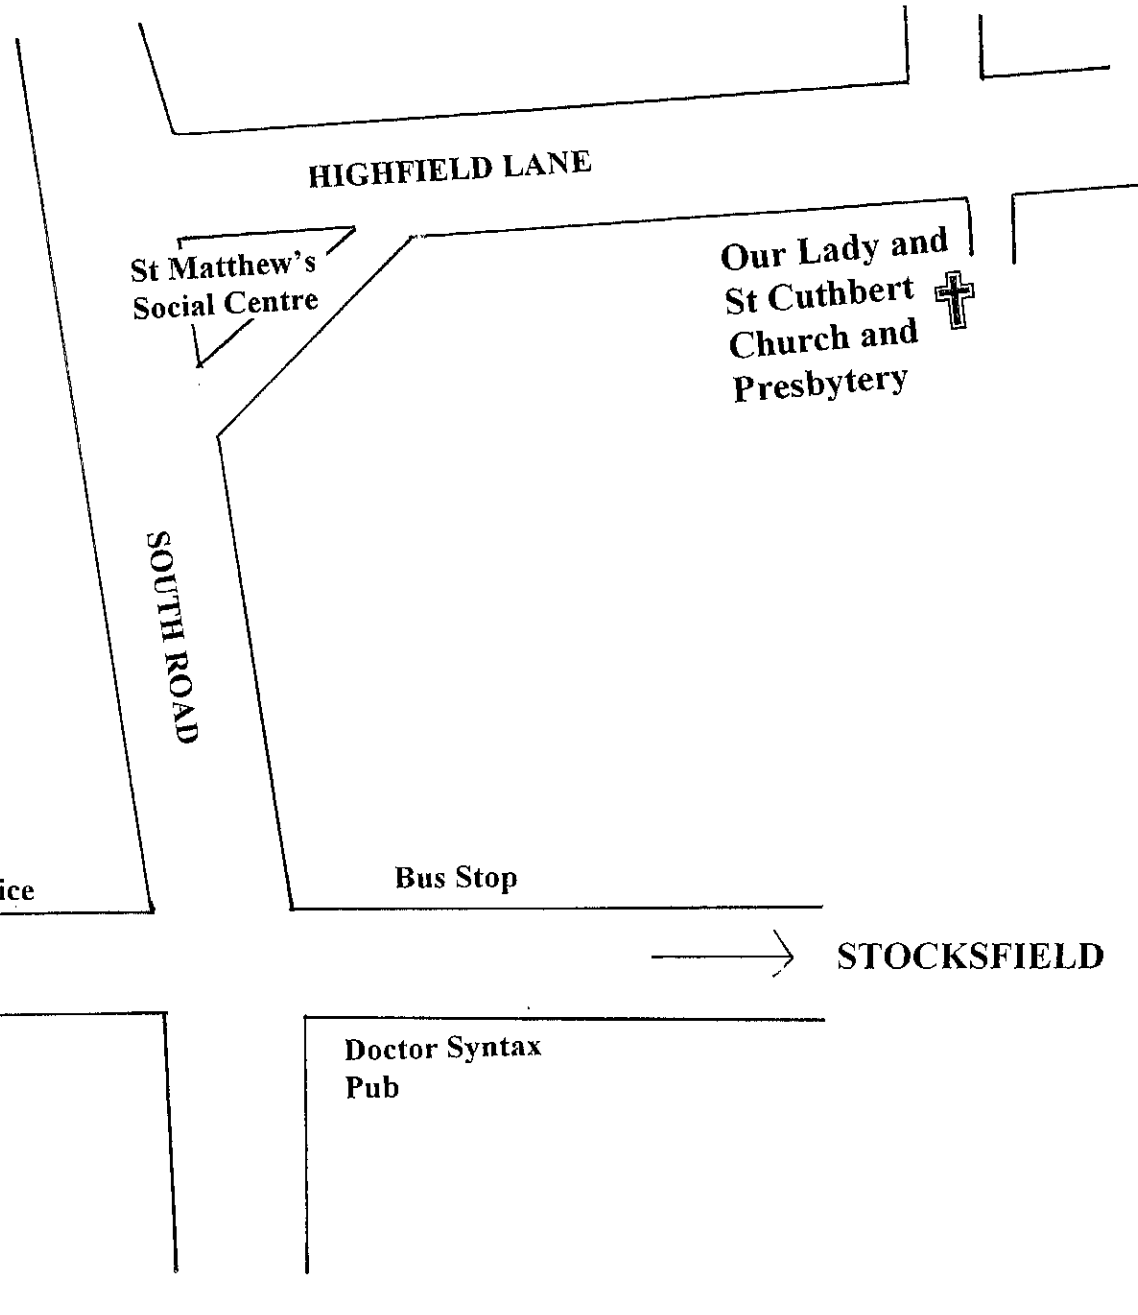 HIGHFIELD LANE
St Matthew's
Social Centre
Our Lady and
St Cuthbert
Church and
Presbytery
SOUTH ROAD
ice
Bus Stop
STOCKSFIELD
Doctor Syntax
Pub